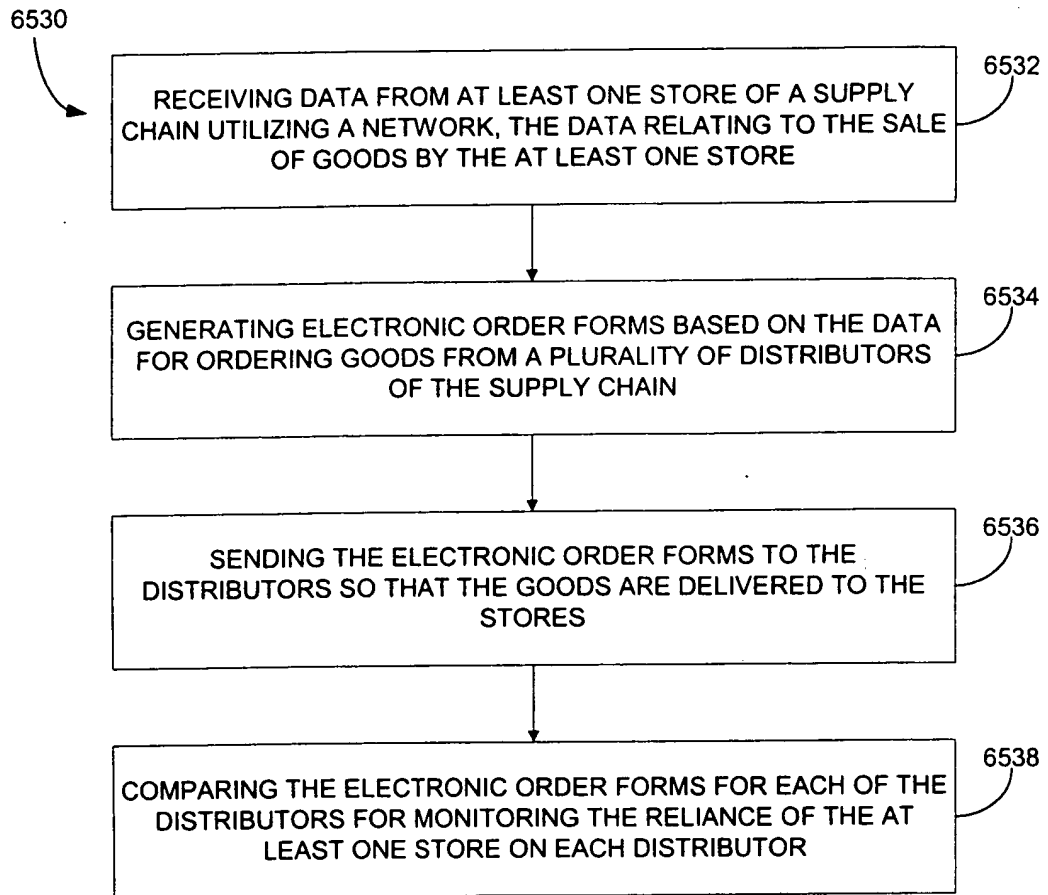 6530
6532
RECEIVING DATA FROM AT LEAST ONE STORE OF A SUPPLY
CHAIN UTILIZING A NETWORK, THE DATA RELATING TO THE SALE
OF GOODS BY THE AT LEAST ONE STORE
6534
GENERATING ELECTRONIC ORDER FORMS BASED ON THE DATA
FOR ORDERING GOODS FROM A PLURALITY OF DISTRIBUTORS
OF THE SUPPLY CHAIN
6536
SENDING THE ELECTRONIC ORDER FORMS TO THE
DISTRIBUTORS SO THAT THE GOODS ARE DELIVERED TO THE
STORES
6538
COMPARING THE ELECTRONIC ORDER FORMS FOR EACH OF THE
DISTRIBUTORS FOR MONITORING THE RELIANCE OF THE AT
LEAST ONE STORE ON EACH DISTRIBUTOR